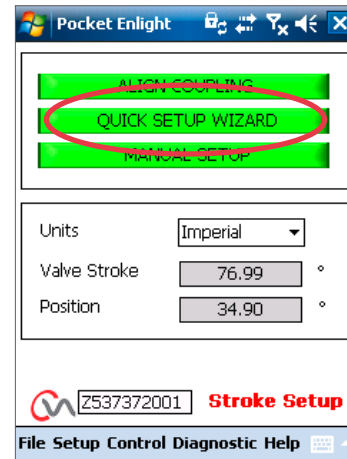 Pocket Enlight
ALIGN COUPLING
QUICK SETUP WIZARD
MANUAL SETUP
Units Imperial
Valve Stroke 76.99 °
Position 34.90 °
Z537372001 Stroke Setup
File Setup Control Diagnostic Help